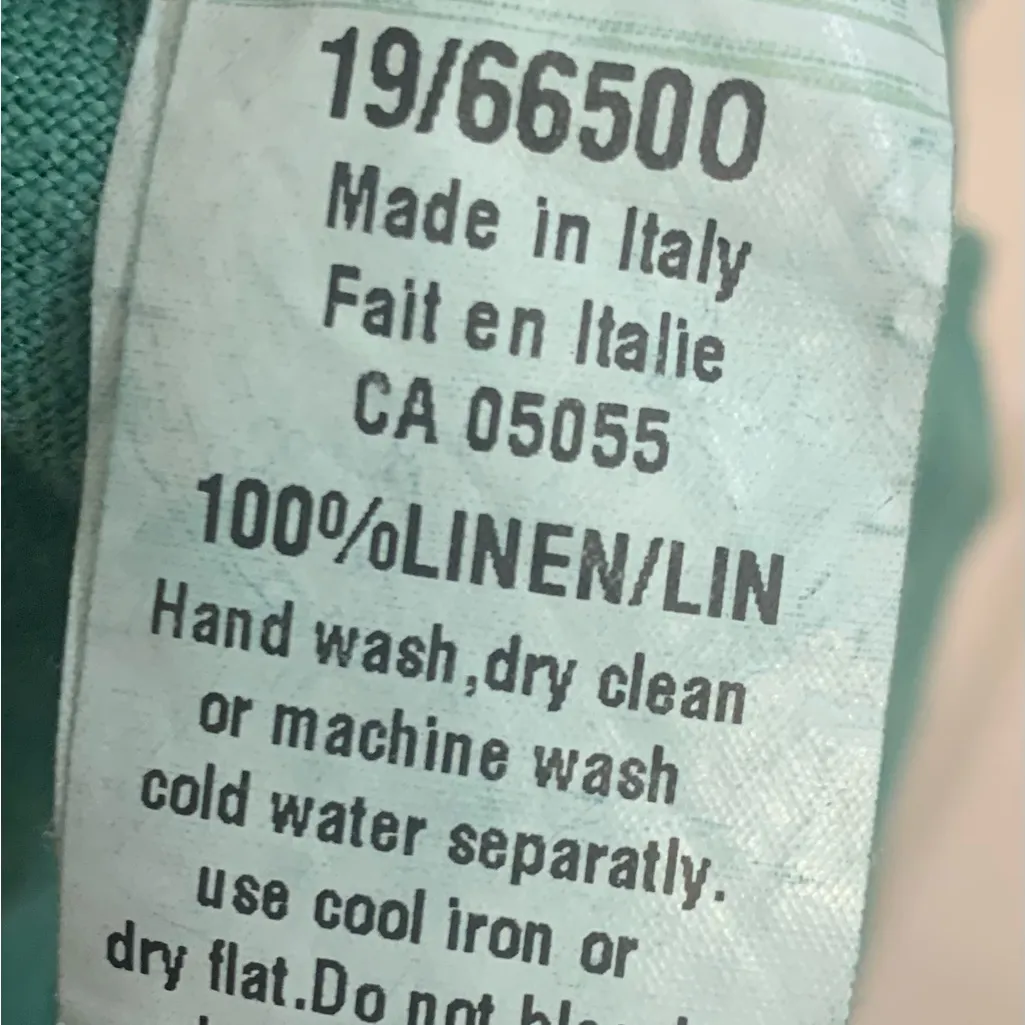 19/66500
Made in Italy
Fait en Italie
CA 05055
100%LINEN/LIN
Hand wash,dry clean
or machine wash
cold water separatly.
use cool iron or
dry flat.Do not